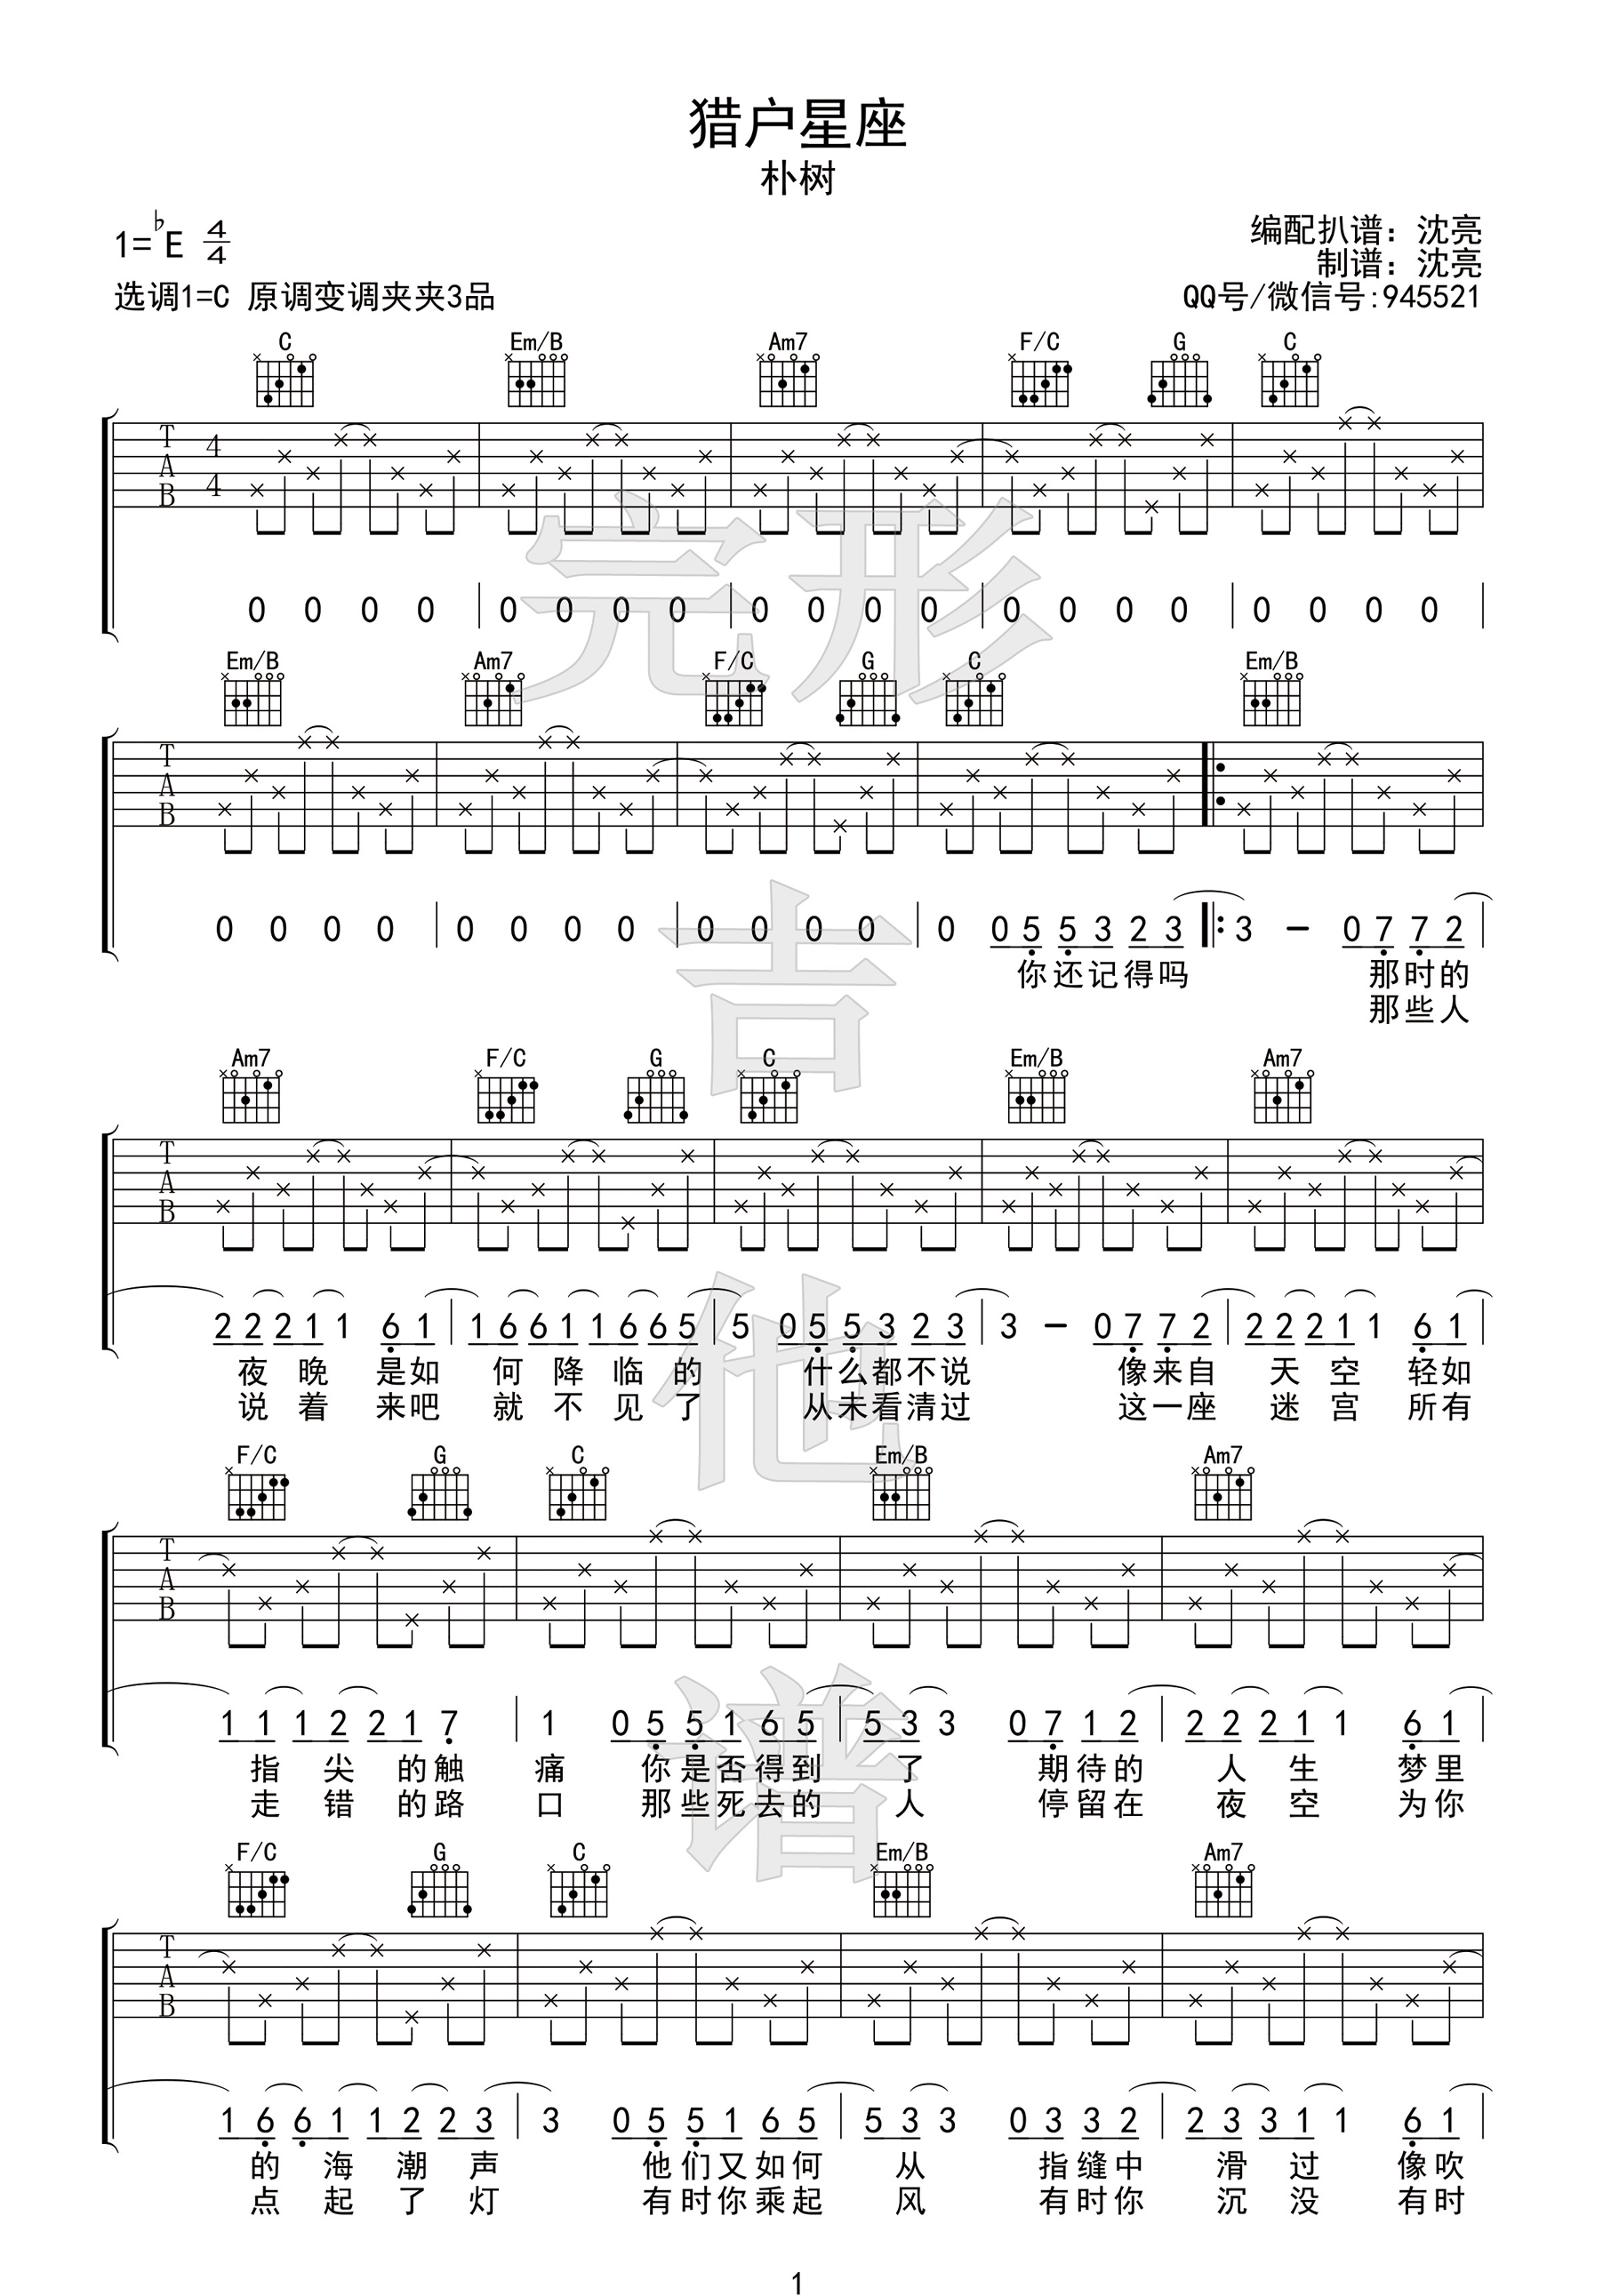 猎户星座
朴树
1=♭E 4/4
编配扒谱：沈亮
制谱：沈亮
选调1=C 原调变调夹夹3品
QQ号/微信号:945521
C Em/B Am7 F/C G C
T A B 4 4
0 0 0 0 | 0 0 0 0 | 0 0 0 0 | 0 0 0 0 | 0 0 0 0
Em/B Am7 F/C G C Em/B
T A B
0 0 0 0 | 0 0 0 0 | 0 0 0 0 | 0 0 5 5 3 2 3 |: 3 - 0 7 7 2
你还记得吗 那时的
那些人
Am7 F/C G C Em/B Am7
T A B
2 2 2 1 1 6 1 | 1 6 6 1 1 6 6 5 | 5 0 5 5 3 2 3 | 3 - 0 7 7 2 | 2 2 2 1 1 6 1
夜晚 是如 何降临的 什么都不说 像来自 天空 轻如
说着 来吧 就不见了 从未看清过 这一座 迷宫 所有
F/C G C Em/B Am7
T A B
1 1 1 2 2 1 7 | 1 0 5 5 1 6 5 | 5 3 3 0 7 1 2 | 2 2 2 1 1 6 1
指尖的触 痛 你是否得到 了 期待的 人生 梦里
走错的路 口 那些死去的 人 停留在 夜空 为你
F/C G C Em/B Am7
T A B
1 6 6 1 1 2 2 3 | 3 0 5 5 1 6 5 | 5 3 3 0 3 3 2 | 2 3 3 1 1 6 1
的海潮声 他们又如何 从 指缝中 滑过 像吹
点起了灯 有时你乘起 风 有时你 沉没 有时
1
完形吉他谱